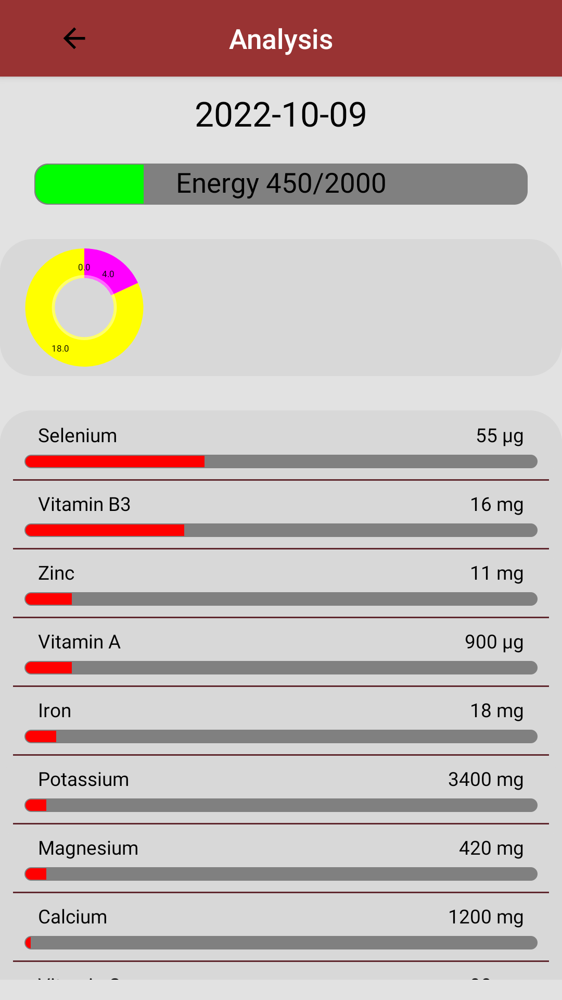 Analysis
2022-10-09
Energy 450/2000
0.0
4.0
18.0
Selenium 55 µg
Vitamin B3 16 mg
Zinc 11 mg
Vitamin A 900 µg
Iron 18 mg
Potassium 3400 mg
Magnesium 420 mg
Calcium 1200 mg